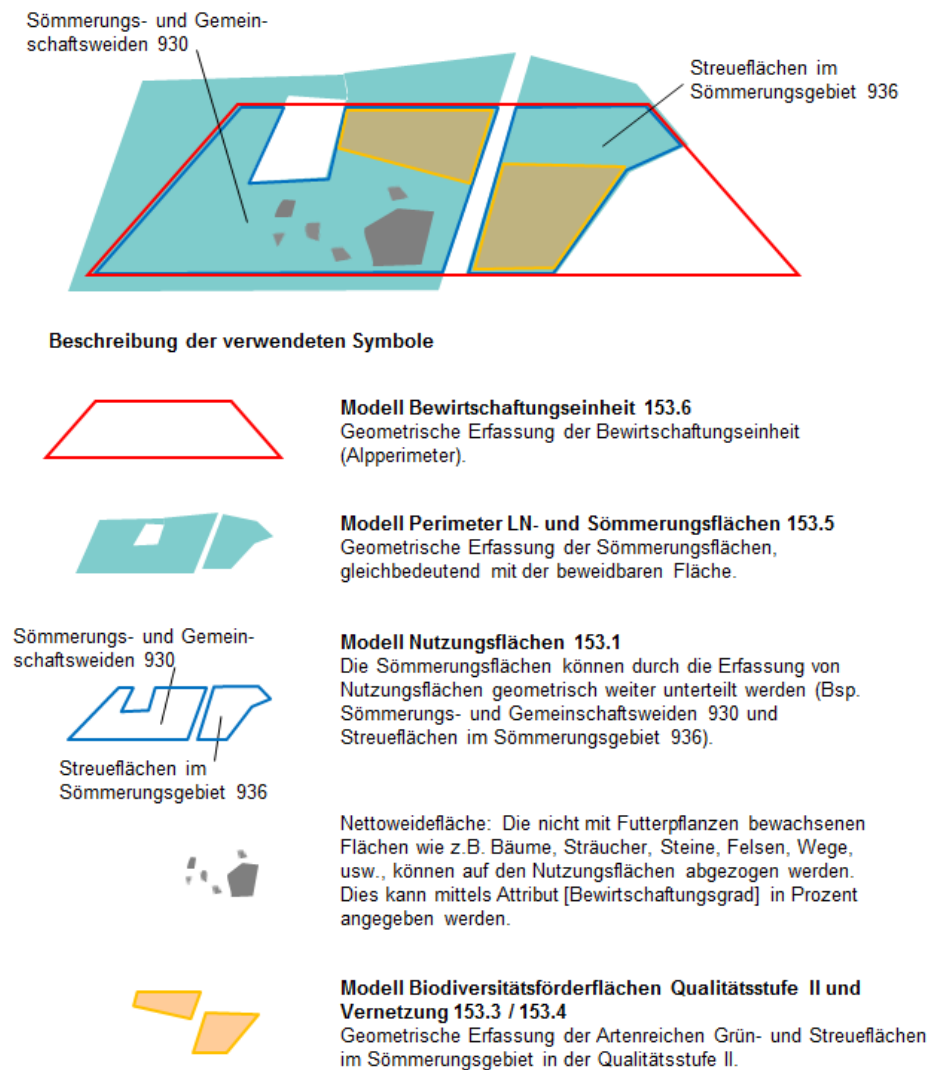 Sömmerungs- und Gemein-
schaftsweiden 930
Streueflächen im
Sömmerungsgebiet 936
Beschreibung der verwendeten Symbole
Modell Bewirtschaftungseinheit 153.6
Geometrische Erfassung der Bewirtschaftungseinheit
(Alpperimeter).
Modell Perimeter LN- und Sömmerungsflächen 153.5
Geometrische Erfassung der Sömmerungsflächen,
gleichbedeutend mit der beweidbaren Fläche.
Sömmerungs- und Gemein-
schaftsweiden 930
Streueflächen im
Sömmerungsgebiet 936
Modell Nutzungsflächen 153.1
Die Sömmerungsflächen können durch die Erfassung von
Nutzungsflächen geometrisch weiter unterteilt werden (Bsp.
Sömmerungs- und Gemeinschaftsweiden 930 und
Streueflächen im Sömmerungsgebiet 936).
Nettoweidefläche: Die nicht mit Futterpflanzen bewachsenen
Flächen wie z.B. Bäume, Sträucher, Steine, Felsen, Wege,
usw., können auf den Nutzungsflächen abgezogen werden.
Dies kann mittels Attribut [Bewirtschaftungsgrad] in Prozent
angegeben werden.
Modell Biodiversitätsförderflächen Qualitätsstufe II und
Vernetzung 153.3 / 153.4
Geometrische Erfassung der Artenreichen Grün- und Streueflächen
im Sömmerungsgebiet in der Qualitätsstufe II.